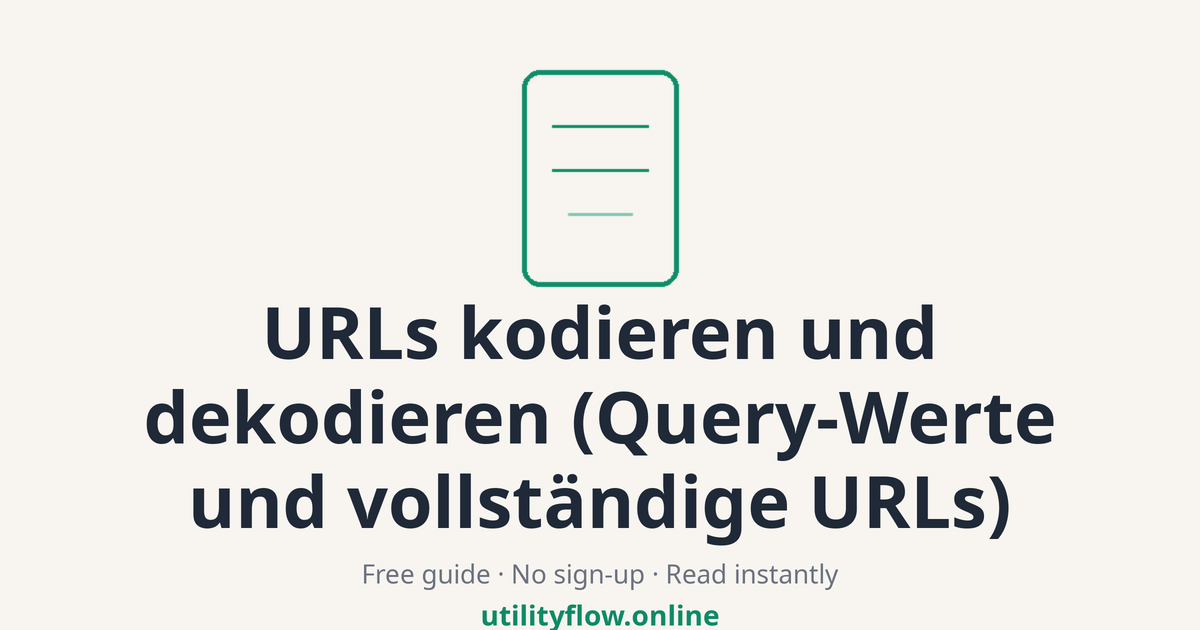 URLs kodieren und
dekodieren (Query-Werte
und vollständige URLs)
Free guide · No sign-up · Read instantly
utilityflow.online